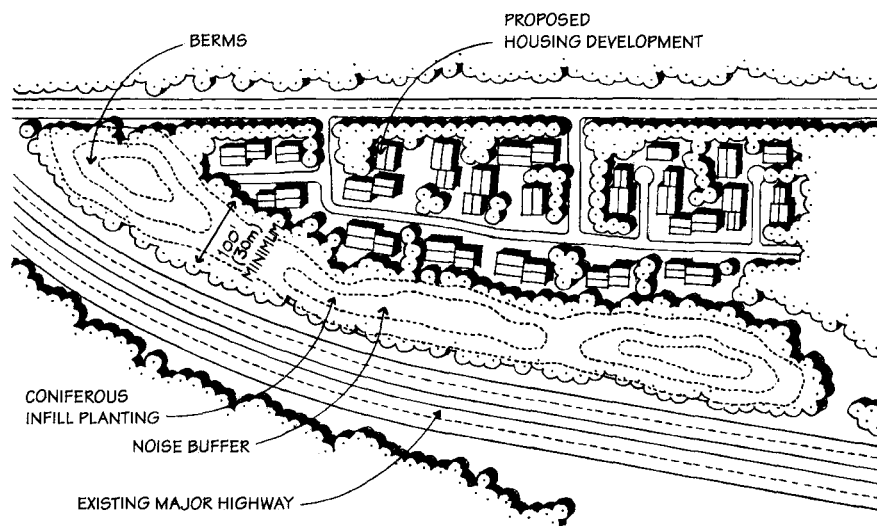 BERMS
PROPOSED
HOUSING DEVELOPMENT
100'
(30m)
MINIMUM
CONIFEROUS
INFILL PLANTING
NOISE BUFFER
EXISTING MAJOR HIGHWAY